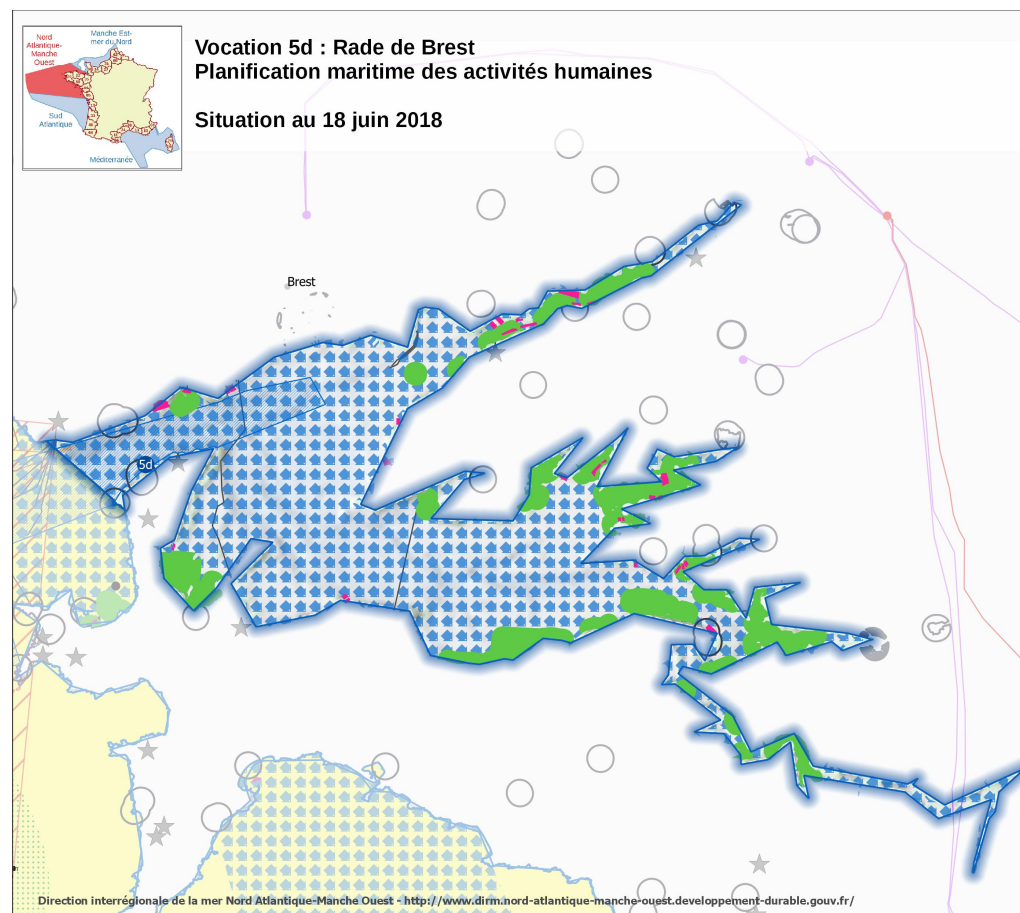 Vocation 5d : Rade de Brest
Planification maritime des activités humaines
Situation au 18 juin 2018
Nord
Atlantique-
Manche
Ouest
Manche Est-
mer du Nord
Sud
Atlantique
Méditerranée
Brest
5d
Direction interrégionale de la mer Nord Atlantique-Manche Ouest - http://www.dirm.nord-atlantique-manche-ouest.developpement-durable.gouv.fr/